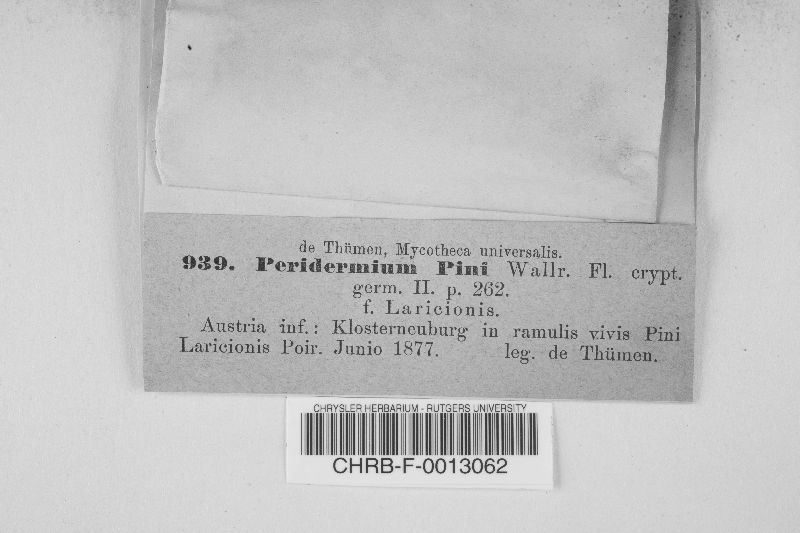 de Thümen, Mycotheca universalis.
939. Peridermium Pini Wallr. Fl. crypt.
germ. II. p. 262.
f. Laricionis.
Austria inf.: Klosterneuburg in ramulis vivis Pini
Laricionis Poir. Junio 1877. leg. de Thümen.
CHRYSLER HERBARIUM - RUTGERS UNIVERSITY
CHRB-F-0013062